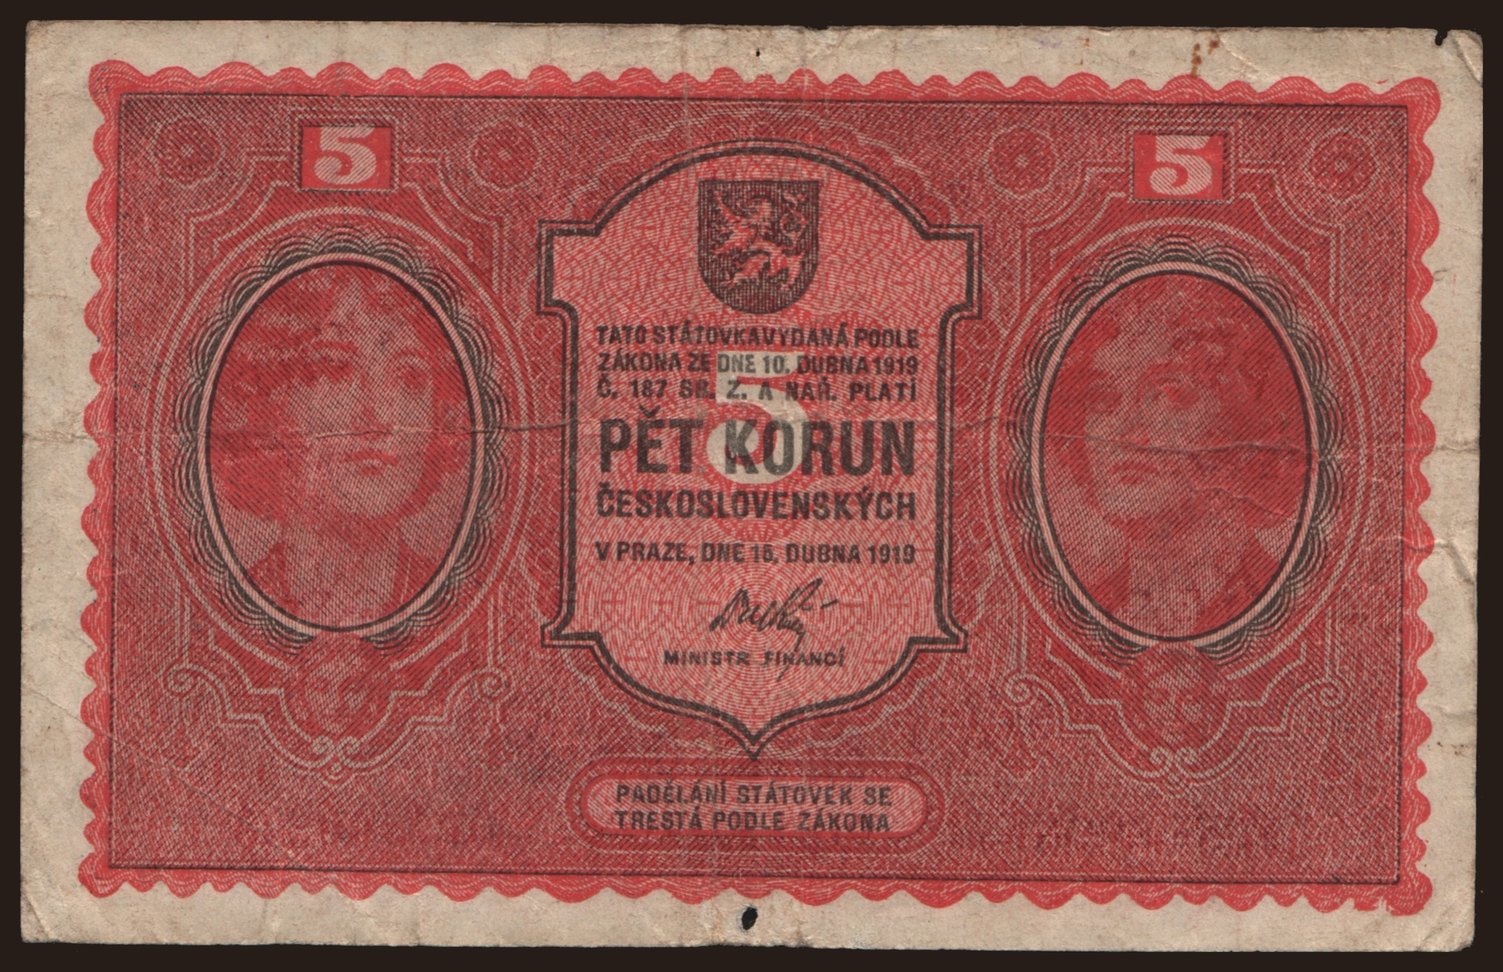 5
5
TATO STÁTOVKA VYDANÁ PODLE
ZÁKONA ZE DNE 10. DUBNA 1919
Č. 187 SB. Z. A NAŘ. PLATÍ
5
PĚT KORUN
ČESKOSLOVENSKÝCH
V PRAZE, DNE 15. DUBNA 1919
MINISTR FINANCÍ
PADĚLÁNÍ STÁTOVEK SE
TRESTÁ PODLE ZÁKONA